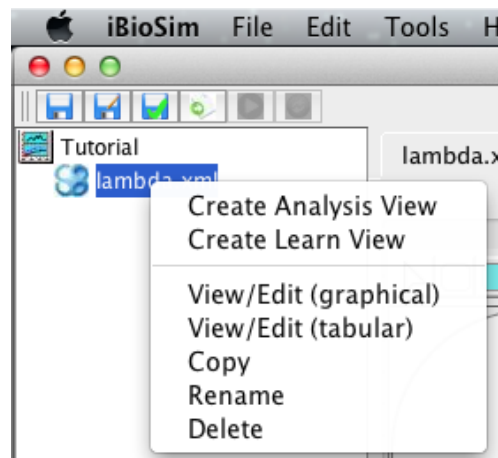 iBioSim File Edit Tools H
Tutorial
lambda.xml
lambda.x
Create Analysis View
Create Learn View
View/Edit (graphical)
View/Edit (tabular)
Copy
Rename
Delete